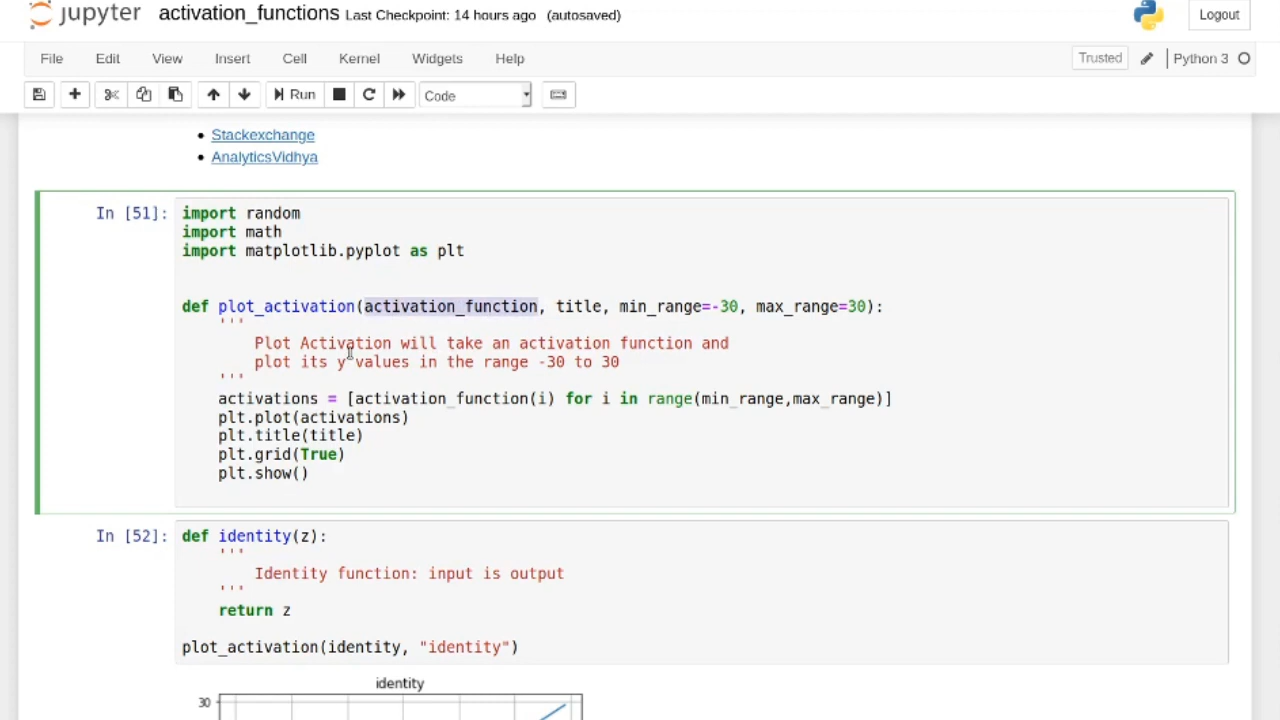 jupyter activation_functions Last Checkpoint: 14 hours ago (autosaved) Logout
File Edit View Insert Cell Kernel Widgets Help Trusted Python 3
Run Code
Stackexchange
AnalyticsVidhya
In [51]: import random
import math
import matplotlib.pyplot as plt
def plot_activation(activation_function, title, min_range=-30, max_range=30):
'''
Plot Activation will take an activation function and
plot its y values in the range -30 to 30
'''
activations = [activation_function(i) for i in range(min_range,max_range)]
plt.plot(activations)
plt.title(title)
plt.grid(True)
plt.show()
In [52]: def identity(z):
'''
Identity function: input is output
'''
return z
plot_activation(identity, "identity")
identity
30